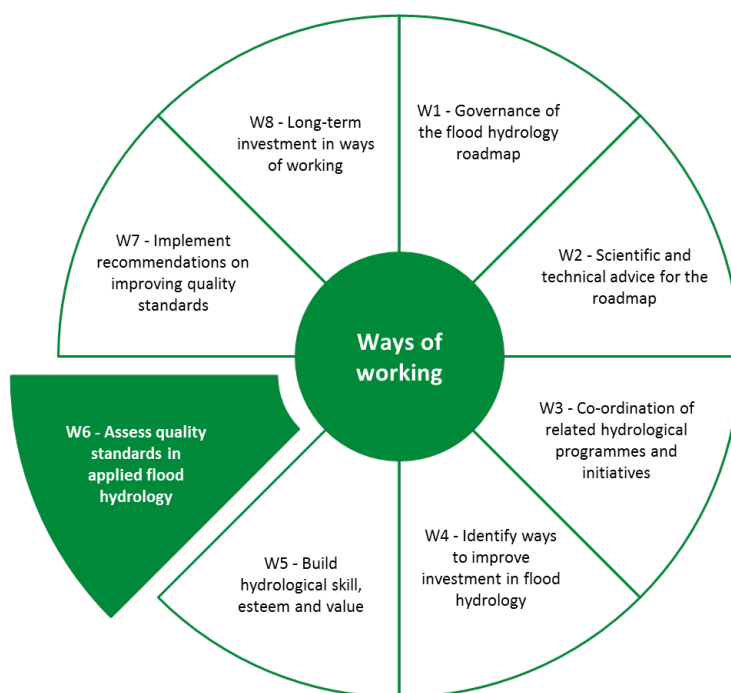 W8 - Long-term
investment in ways
of working
W1 - Governance of
the flood hydrology
roadmap
W7 - Implement
recommendations on
improving quality
standards
W2 - Scientific and
technical advice for the
roadmap
Ways of
working
W6 - Assess quality
standards in
applied flood
hydrology
W3 - Co-ordination of
related hydrological
programmes and
initiatives
W5 - Build
hydrological skill,
esteem and value
W4 - Identify ways
to improve
investment in flood
hydrology